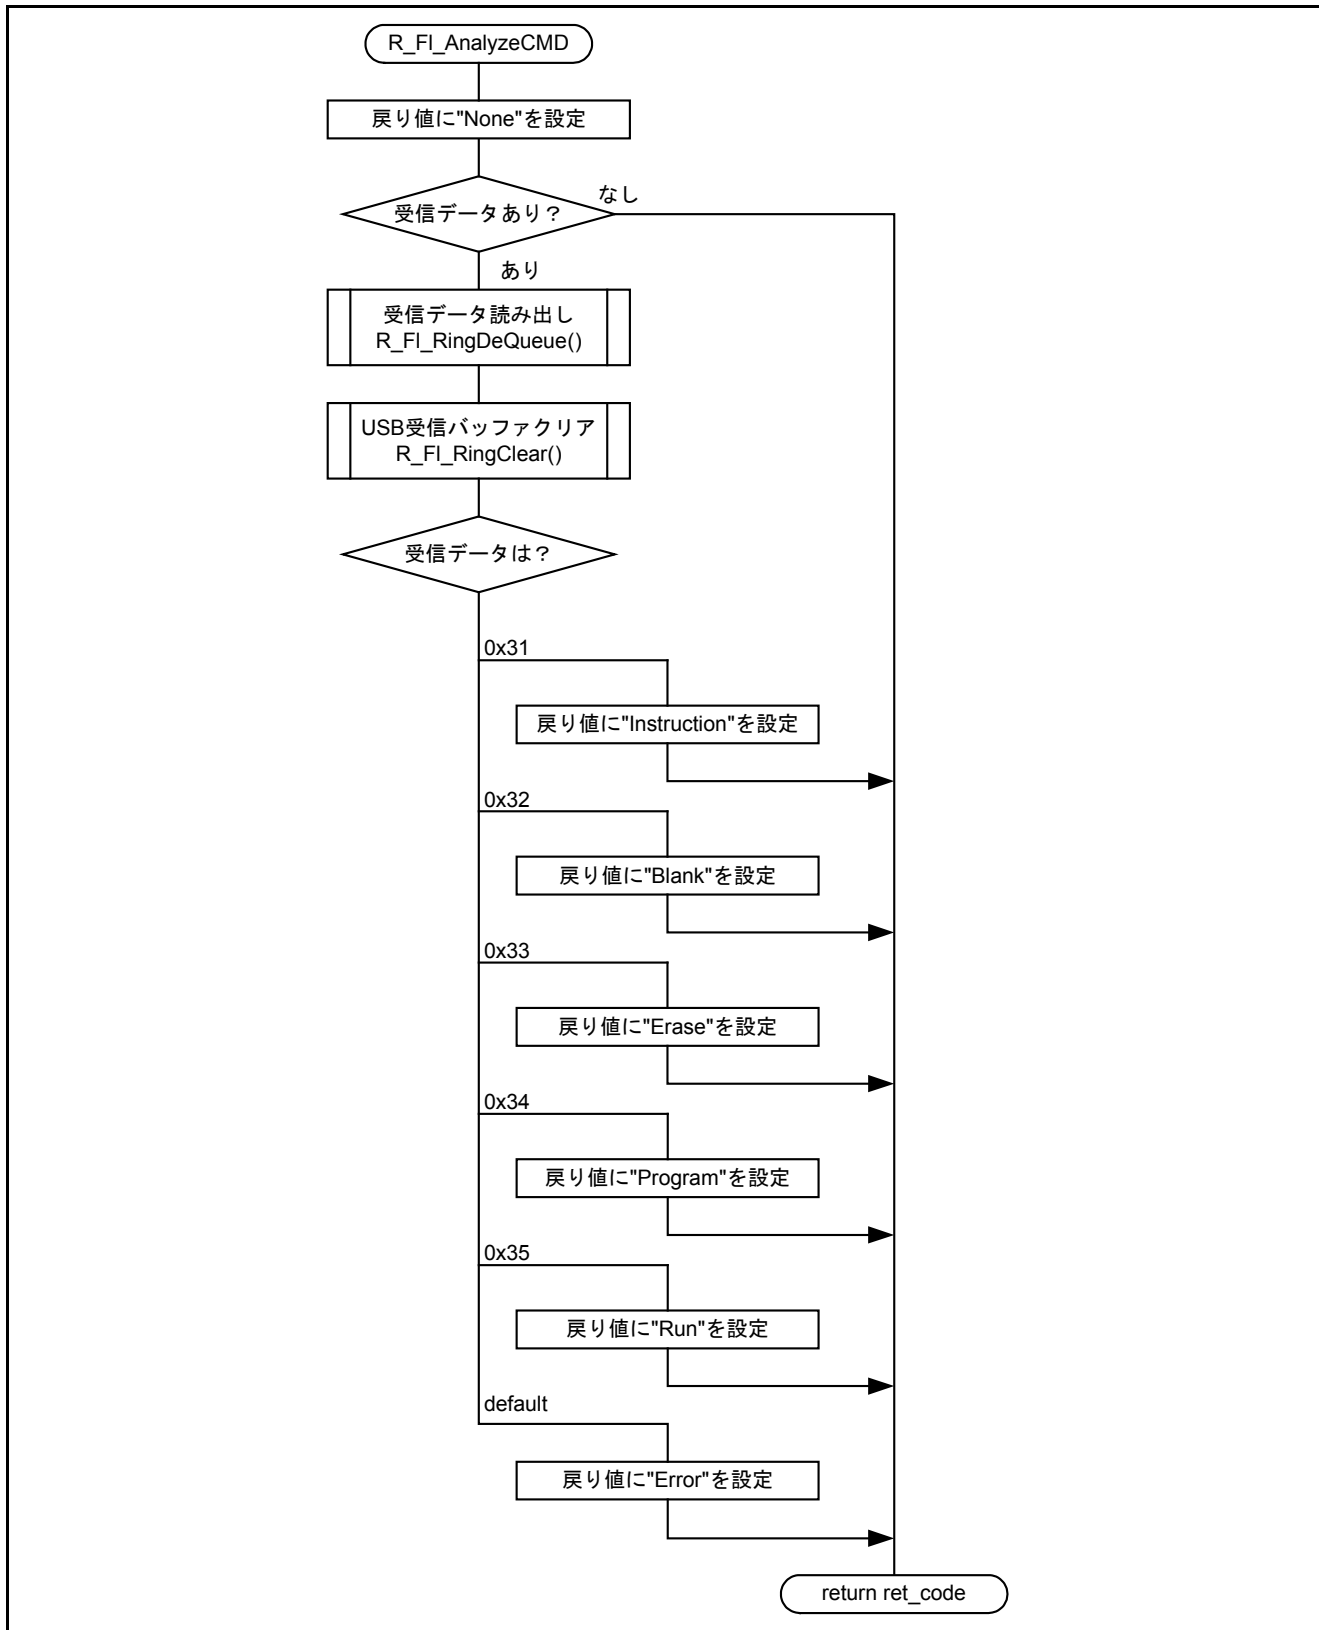 R_Fl_AnalyzeCMD
戻り値に"None"を設定
受信データあり？
なし
あり
受信データ読み出し
R_Fl_RingDeQueue()
USB受信バッファクリア
R_Fl_RingClear()
受信データは？
0x31
戻り値に"Instruction"を設定
0x32
戻り値に"Blank"を設定
0x33
戻り値に"Erase"を設定
0x34
戻り値に"Program"を設定
0x35
戻り値に"Run"を設定
default
戻り値に"Error"を設定
return ret_code